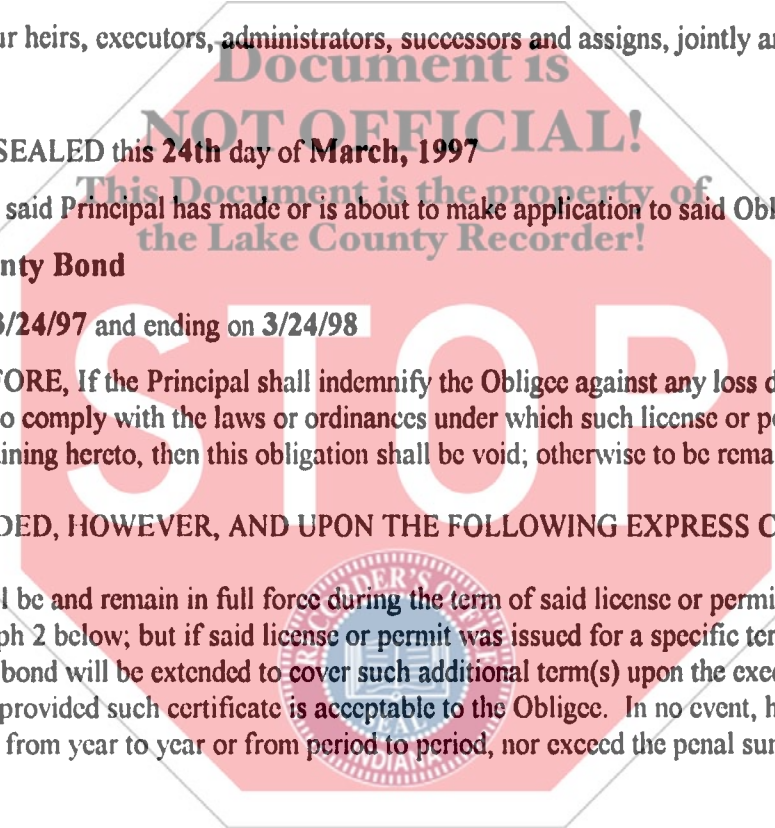 ur heirs, executors, administrators, successors and assigns, jointly an
Document is
NOT OFFICIAL!
SEALED this 24th day of March, 1997
This Document is the property of
said Principal has made or is about to make application to said Obl
the Lake County Recorder!
nty Bond
3/24/97 and ending on 3/24/98
STOP
FORE, If the Principal shall indemnify the Obligee against any loss d
o comply with the laws or ordinances under which such license or pe
ining hereto, then this obligation shall be void; otherwise to be rema
DED, HOWEVER, AND UPON THE FOLLOWING EXPRESS C
l be and remain in full force during the term of said license or permi
ph 2 below; but if said license or permit was issued for a specific ter
bond will be extended to cover such additional term(s) upon the exec
provided such certificate is acceptable to the Obligee. In no event, h
from year to year or from period to period, nor exceed the penal sum
RECORDER'S OFFICE
SEAL
INDIANA